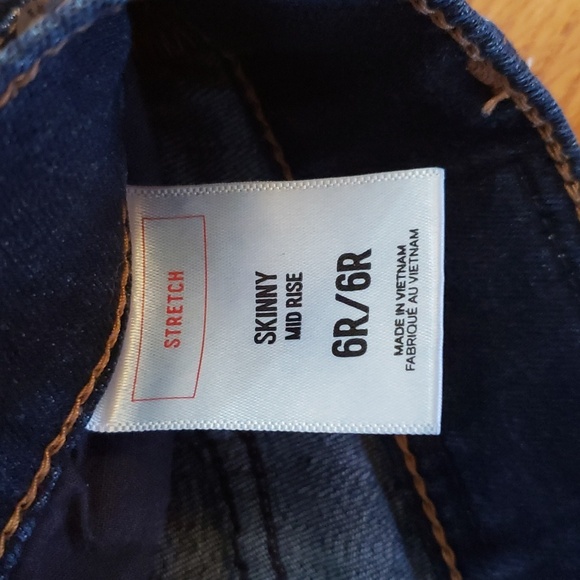 STRETCH
SKINNY
MID RISE
6R/6R
MADE IN VIETNAM
FABRIQUÉ AU VIETNAM